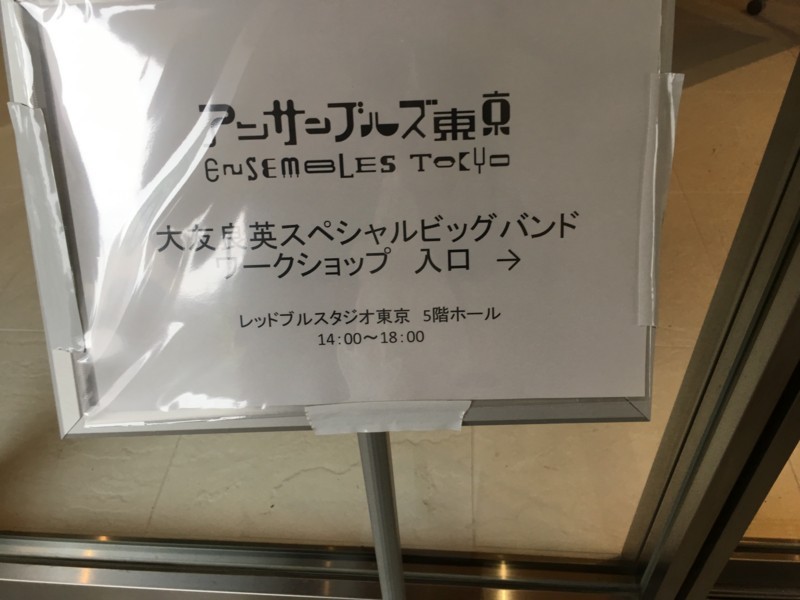 アンサンブルズ東京
ENSEMBLES TOKYO
大友良英スペシャルビッグバンド
ワークショップ 入口 →
レッドブルスタジオ東京 5階ホール
14:00〜18:00